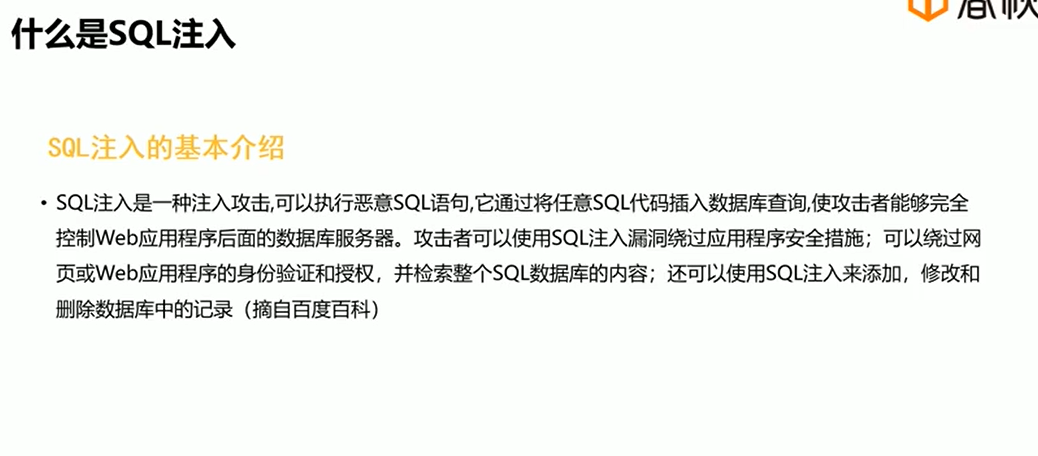 什么是SQL注入
SQL注入的基本介绍
• SQL注入是一种注入攻击,可以执行恶意SQL语句,它通过将任意SQL代码插入数据库查询,使攻击者能够完全
控制Web应用程序后面的数据库服务器。攻击者可以使用SQL注入漏洞绕过应用程序安全措施；可以绕过网
页或Web应用程序的身份验证和授权，并检索整个SQL数据库的内容；还可以使用SQL注入来添加，修改和
删除数据库中的记录（摘自百度百科）